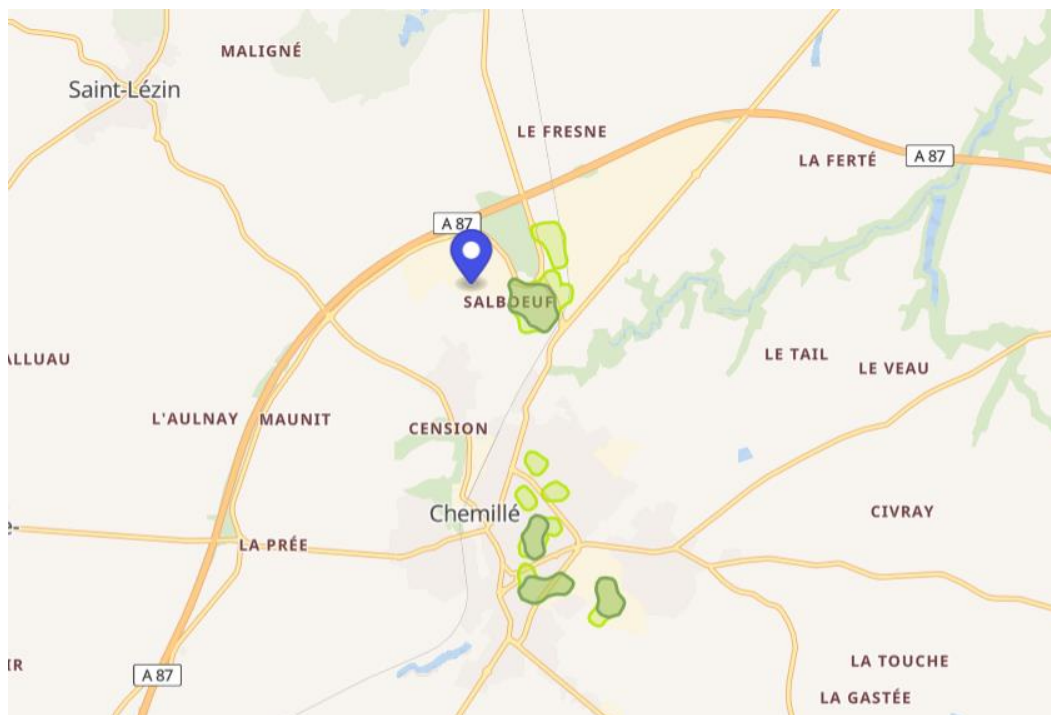 MALIGNÉ
Saint-Lézin
LE FRESNE
LA FERTÉ
A 87
A 87
SALBOEUF
LE TAIL
LE VEAU
ALLUAU
L'AULNAY
MAUNIT
CENSION
Chemillé
CIVRAY
e-
LA PRÉE
IR
A 87
LA TOUCHE
LA GASTÉE